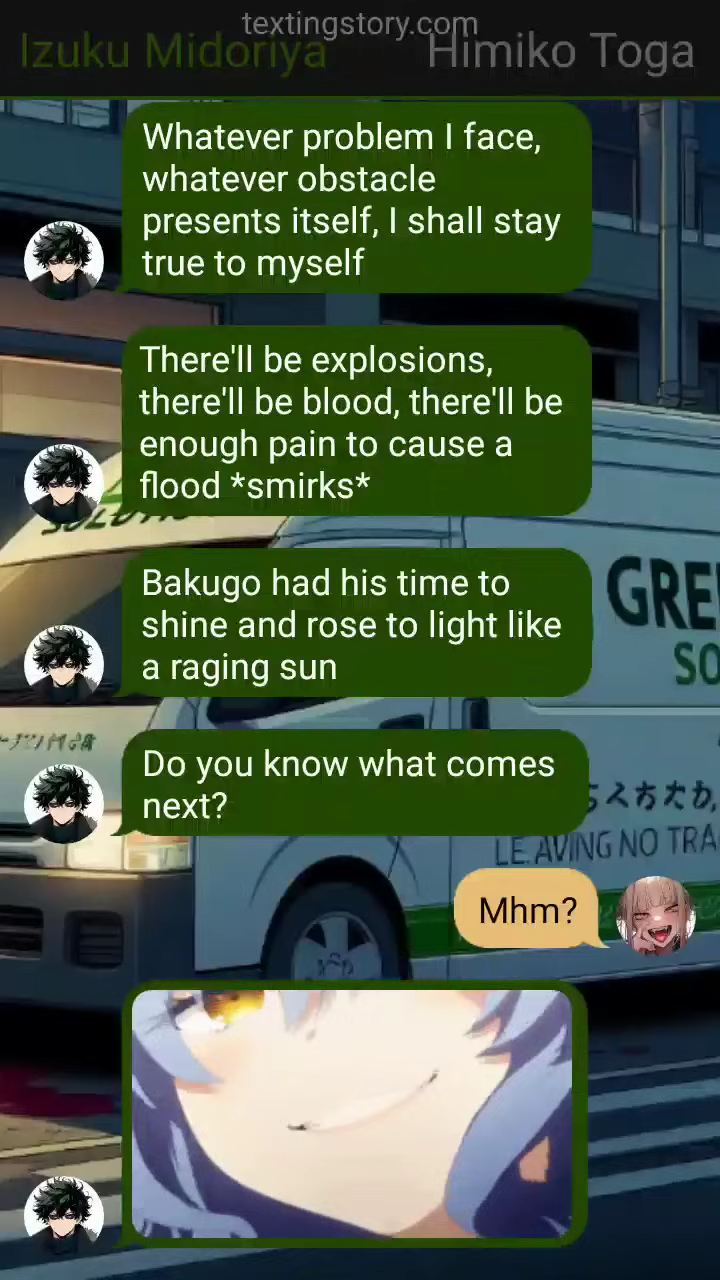 textingstory.com
Izuku Midoriya
Himiko Toga
Whatever problem I face,
whatever obstacle
presents itself, I shall stay
true to myself
There'll be explosions,
there'll be blood, there'll be
enough pain to cause a
flood *smirks*
Bakugo had his time to
shine and rose to light like
a raging sun
GRE
SO
Do you know what comes
next?
LEAVING NO TRA
Mhm?